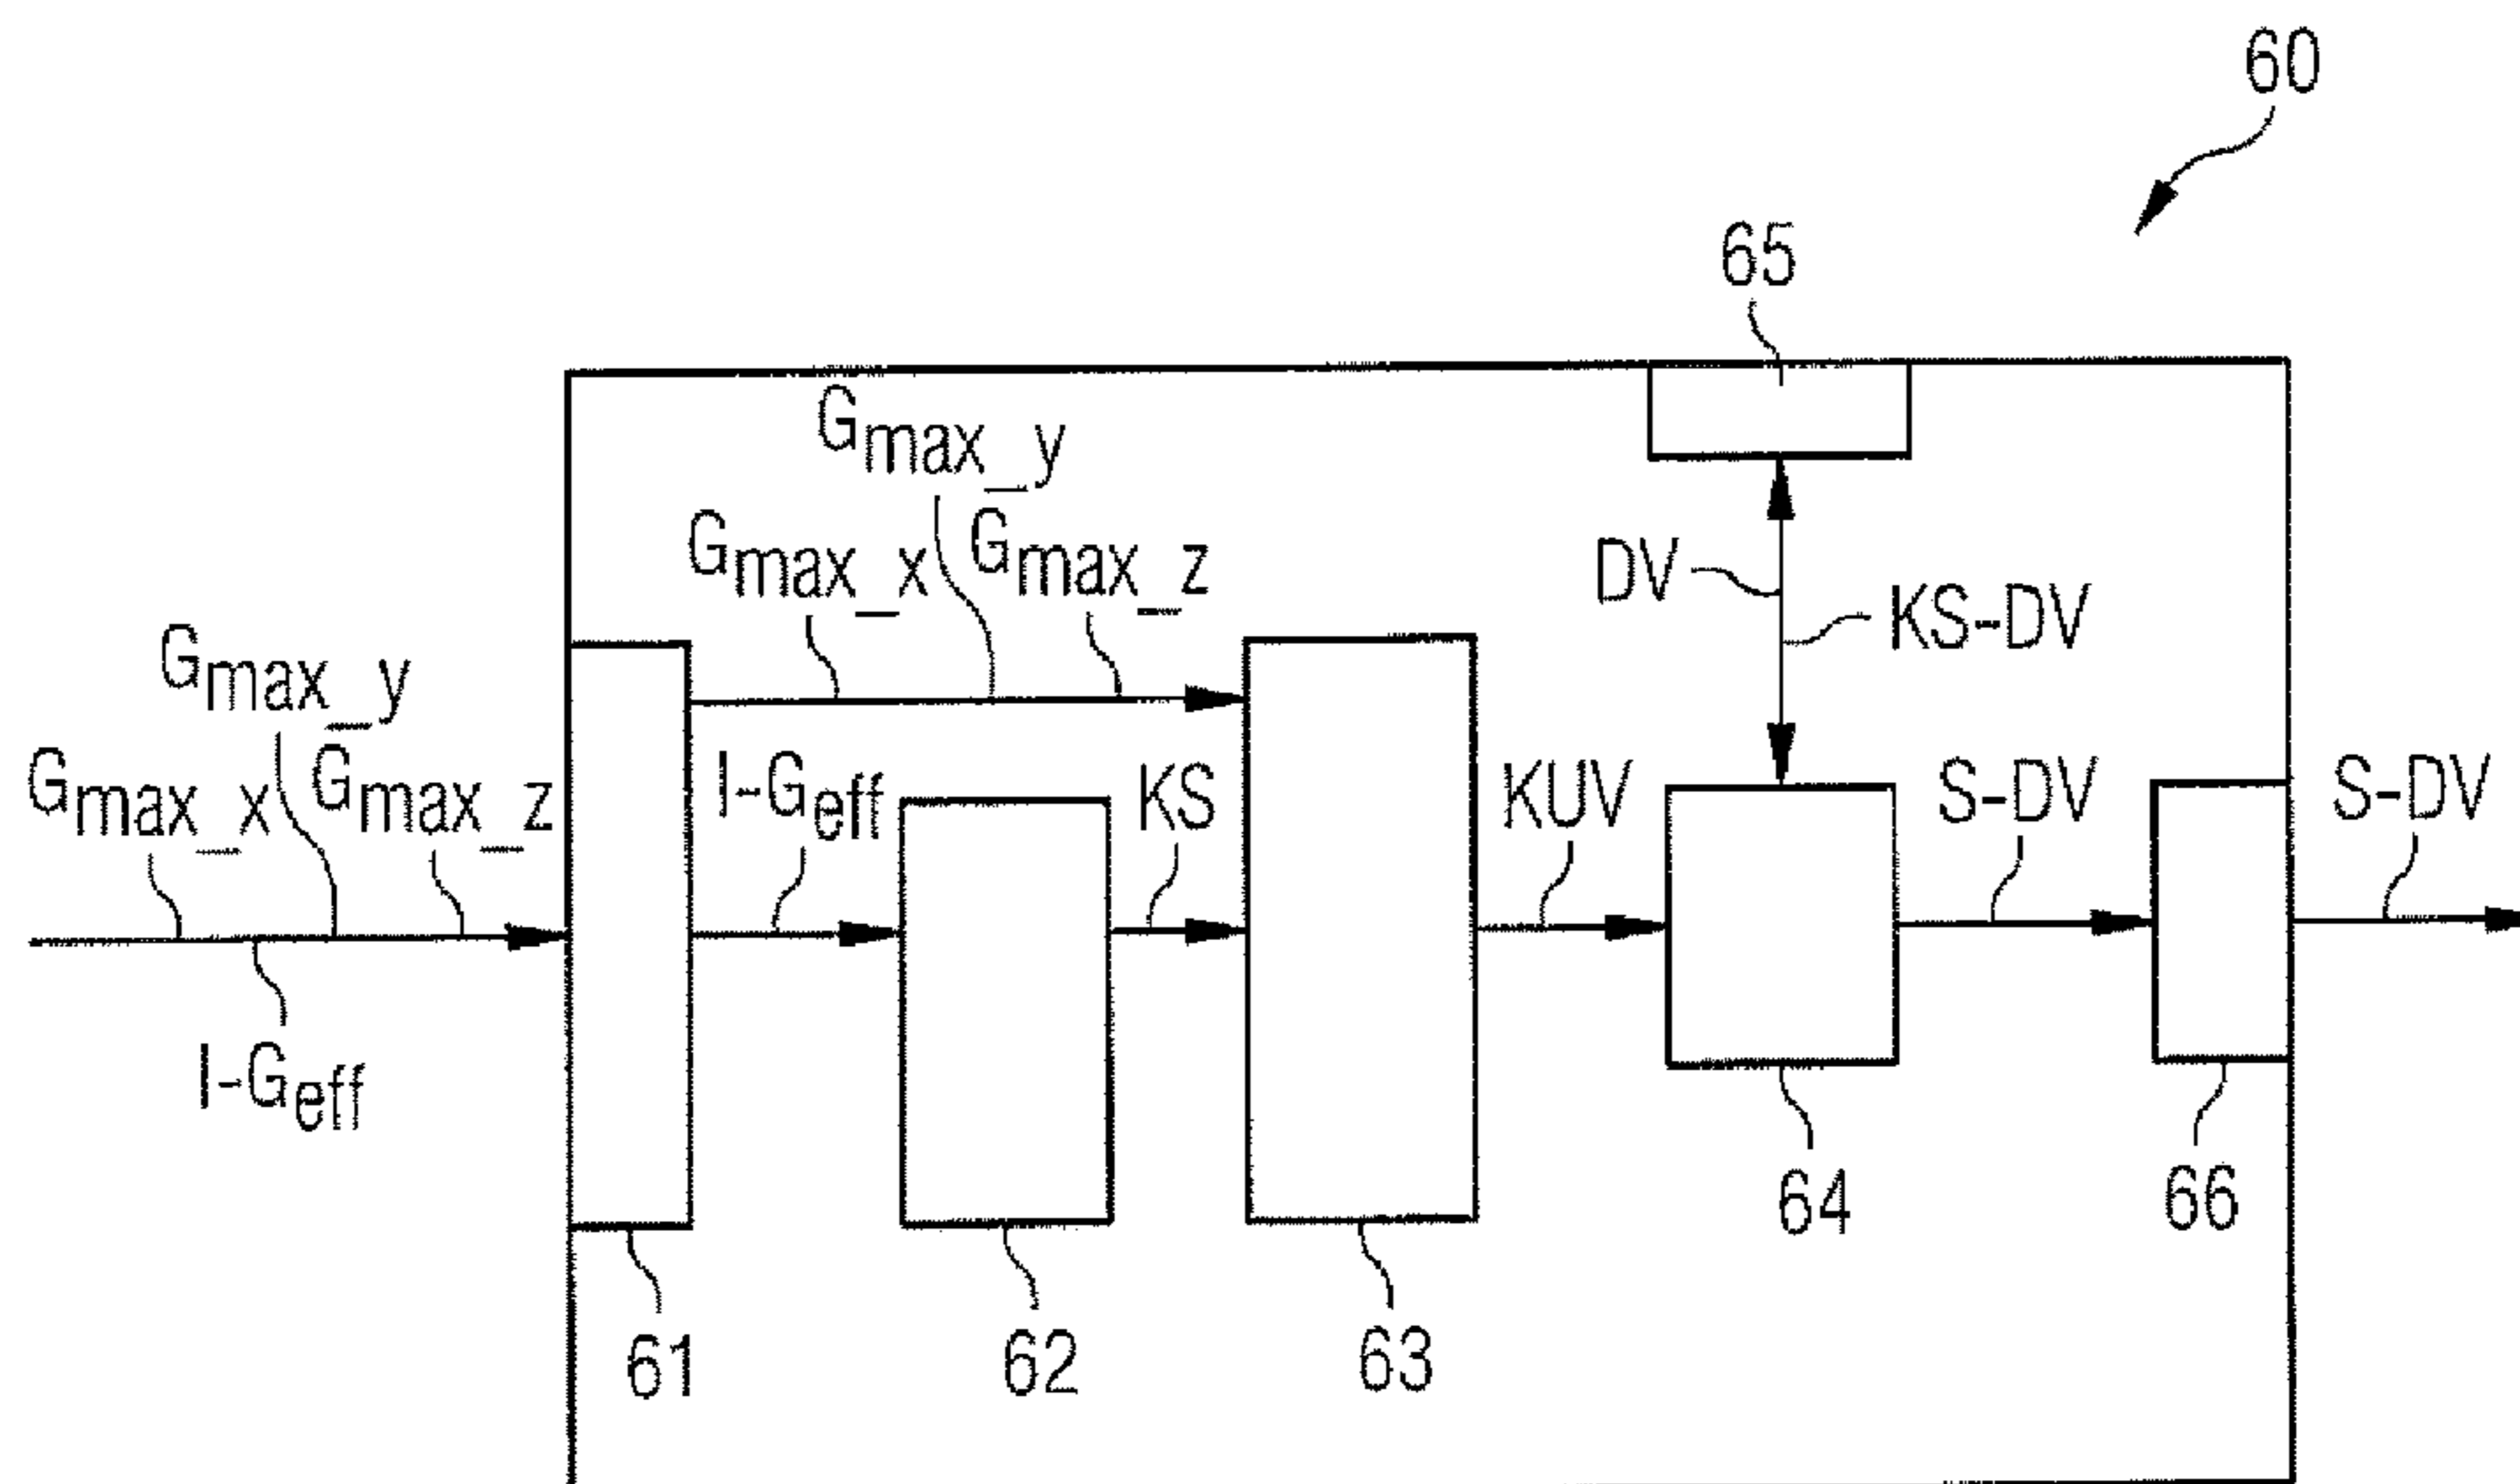 60
65
Gmax_y
Gmax_x
Gmax_z
DV
KS-DV
Gmax_y
Gmax_x
Gmax_z
I-Geff
KS
KUV
S-DV
S-DV
I-Geff
64
66
61
62
63